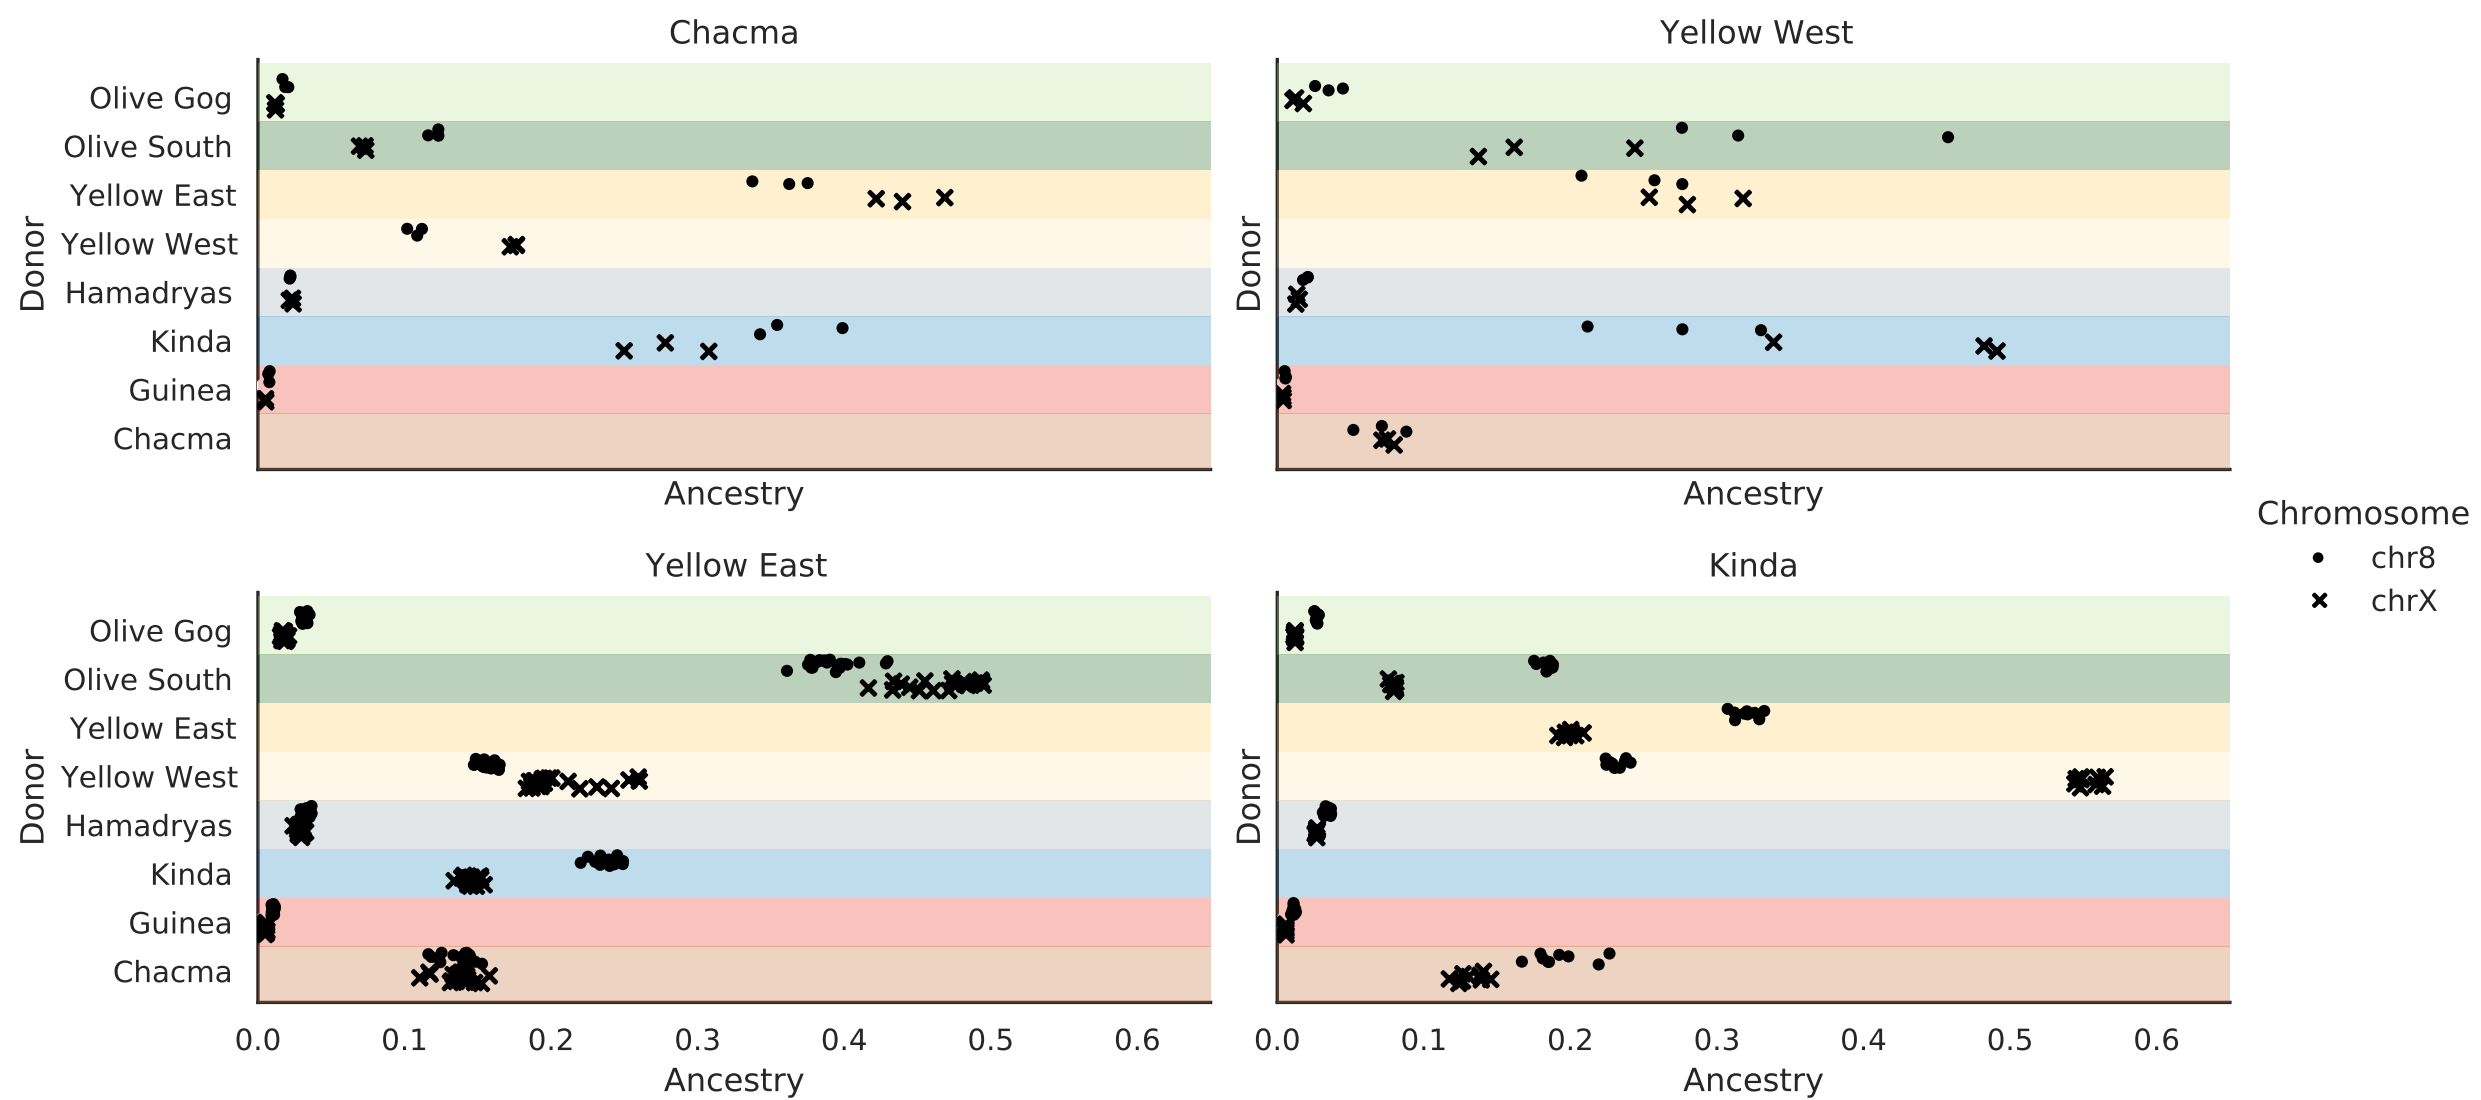 Chacma
Donor
Olive Gog
Olive South
Yellow East
Yellow West
Hamadryas
Kinda
Guinea
Chacma
Ancestry
Yellow West
Donor
Ancestry
Yellow East
Donor
Olive Gog
Olive South
Yellow East
Yellow West
Hamadryas
Kinda
Guinea
Chacma
0.0 0.1 0.2 0.3 0.4 0.5 0.6
Ancestry
Kinda
Donor
0.0 0.1 0.2 0.3 0.4 0.5 0.6
Ancestry
Chromosome
chr8
chrX